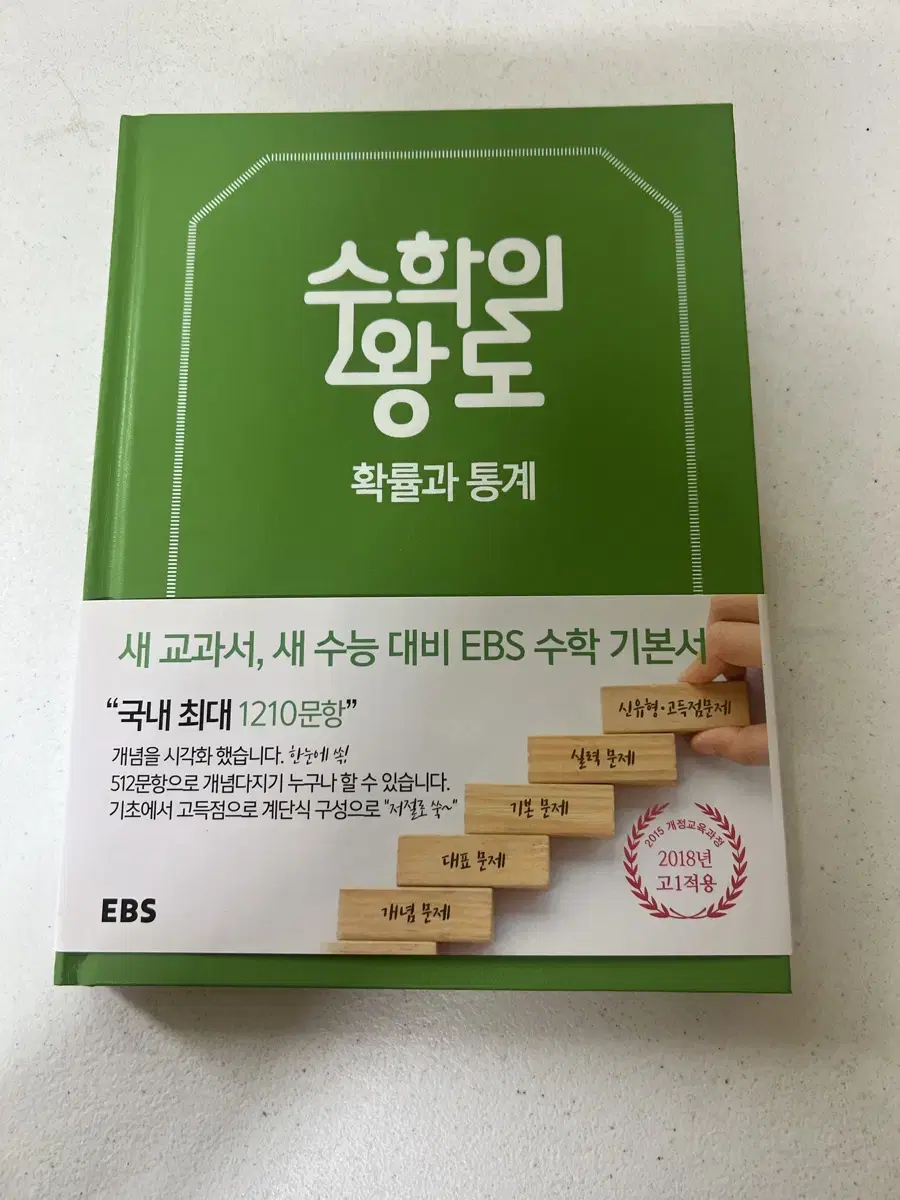 수학의
왕도
확률과 통계
새 교과서, 새 수능 대비 EBS 수학 기본서
“국내 최대 1210문항”
개념을 시각화 했습니다. 한눈에 쏙!
512문항으로 개념다지기 누구나 할 수 있습니다.
기초에서 고득점으로 계단식 구성으로 "저절로 쑥~"
신유형·고득점문제
실력 문제
기본 문제
대표 문제
개념 문제
2015 개정교육과정
2018년
고1적용
EBS